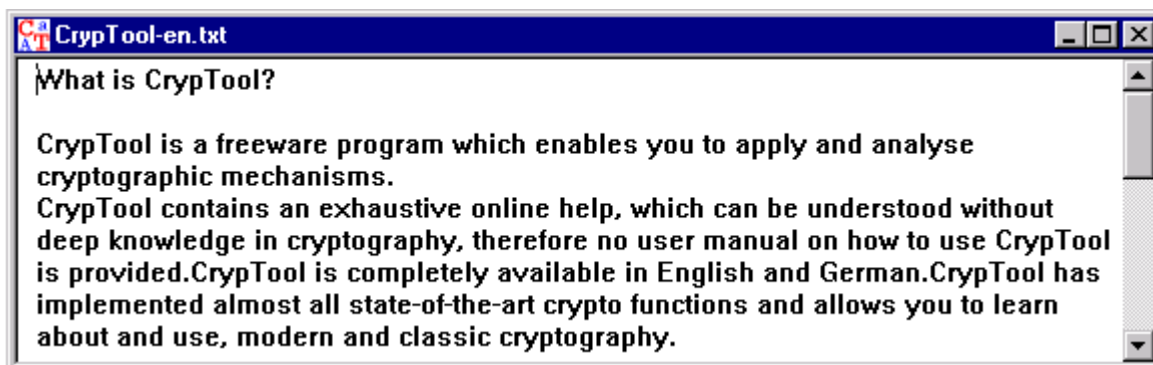 CrypTool-en.txt
What is CrypTool?
CrypTool is a freeware program which enables you to apply and analyse
cryptographic mechanisms.
CrypTool contains an exhaustive online help, which can be understood without
deep knowledge in cryptography, therefore no user manual on how to use CrypTool
is provided.CrypTool is completely available in English and German.CrypTool has
implemented almost all state-of-the-art crypto functions and allows you to learn
about and use, modern and classic cryptography.